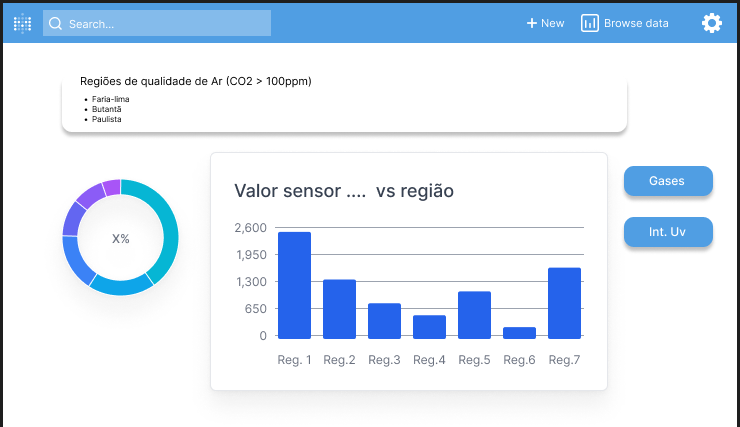 Search...
New
Browse data
Regiões de qualidade de Ar (CO2 > 100ppm)
Faria-lima
Butantã
Paulista
X%
Valor sensor .... vs região
2,600
1,950
1,300
650
0
Reg. 1 Reg.2 Reg.3 Reg.4 Reg.5 Reg.6 Reg.7
Gases
Int. Uv